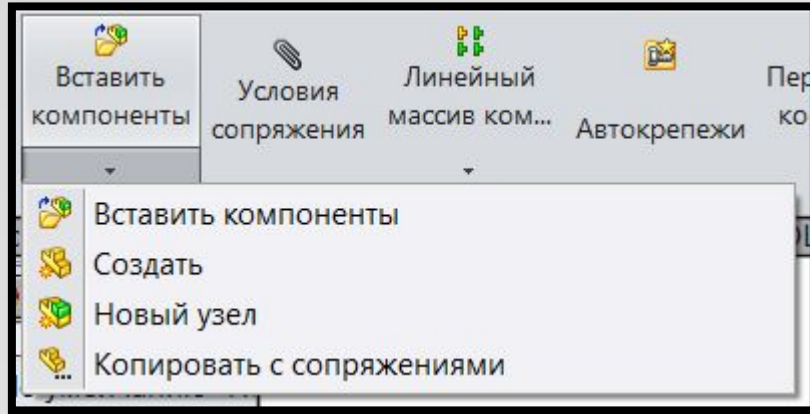 Вставить
компоненты
Условия
сопряжения
Линейный
массив ком...
Автокрепежи
Вставить компоненты
Создать
Новый узел
Копировать с сопряжениями